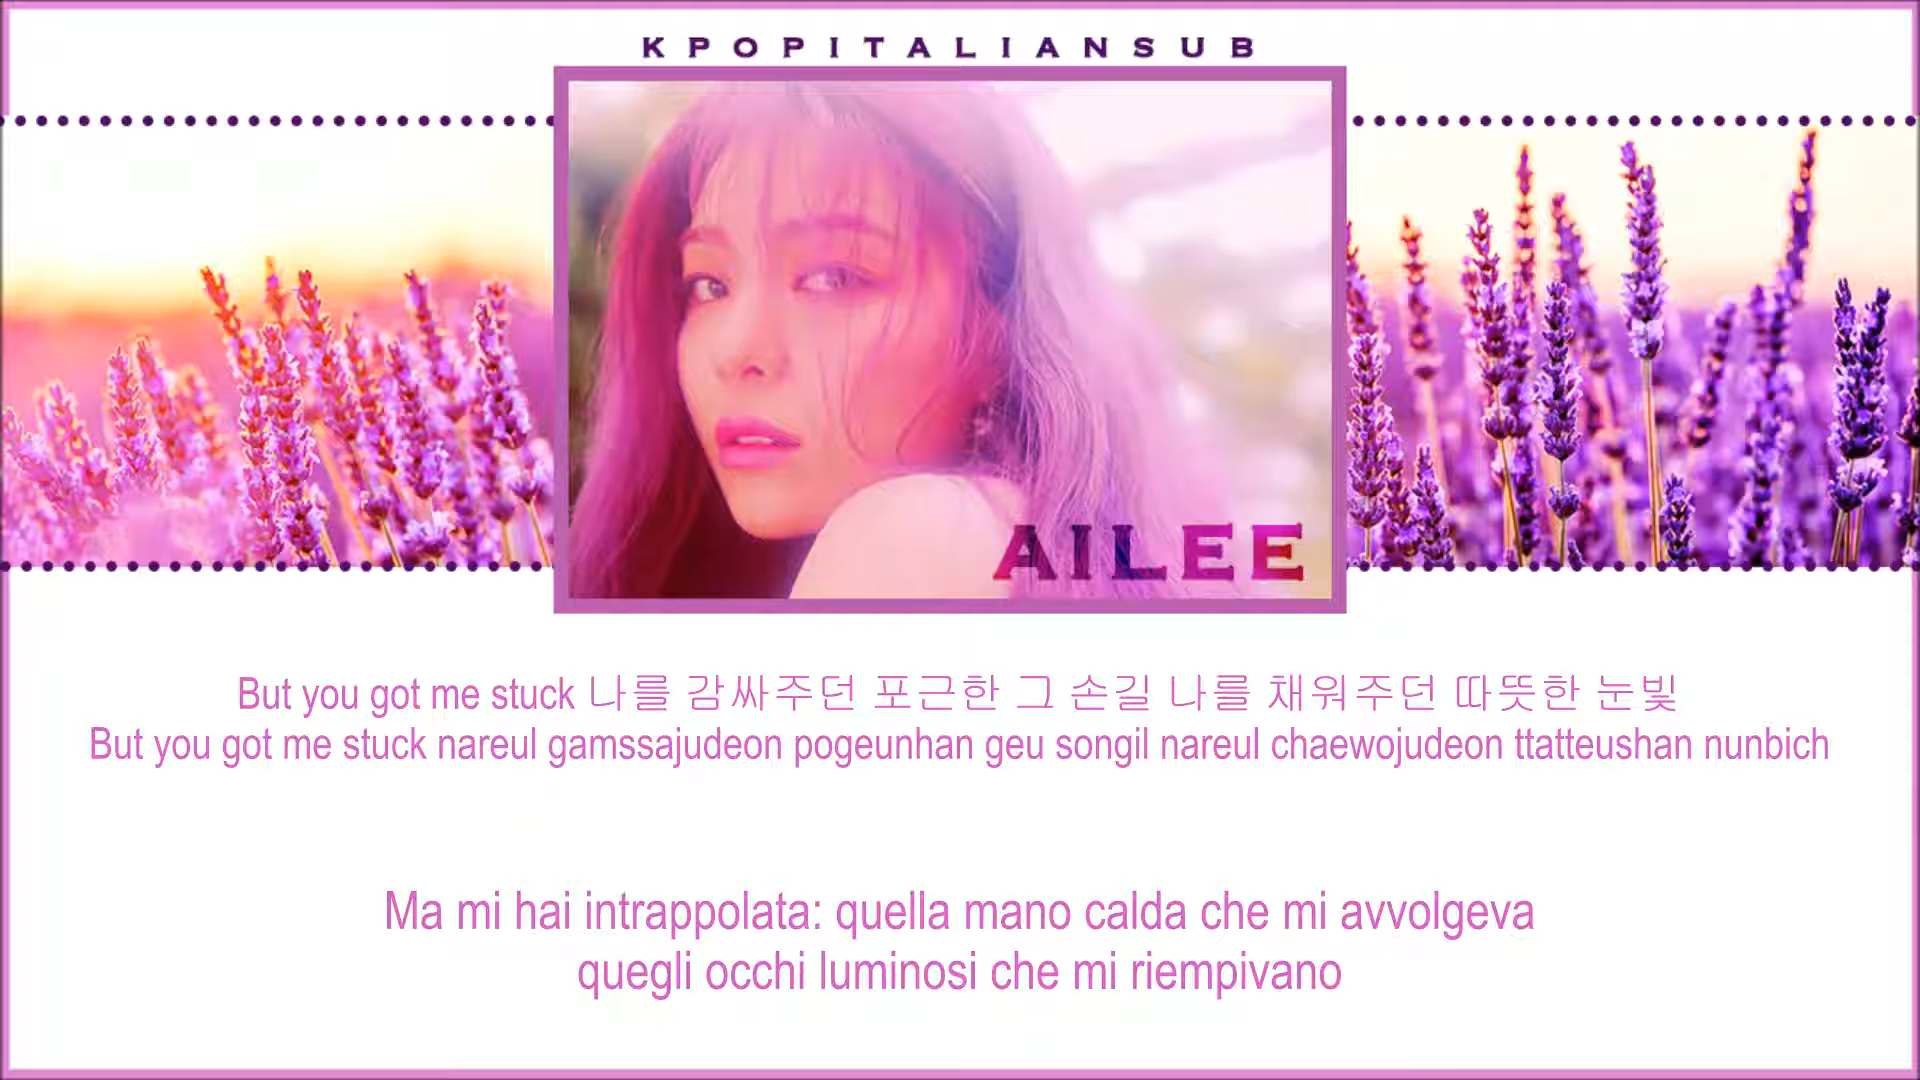 KPOPITALIANSUB
AILEE
But you got me stuck 나를 감싸주던 포근한 그 손길 나를 채워주던 따뜻한 눈빛
But you got me stuck nareul gamssajudeon pogeunhan geu songil nareul chaewojudeon ttatteushan nunbich
Ma mi hai intrappolata: quella mano calda che mi avvolgeva
quegli occhi luminosi che mi riempivano